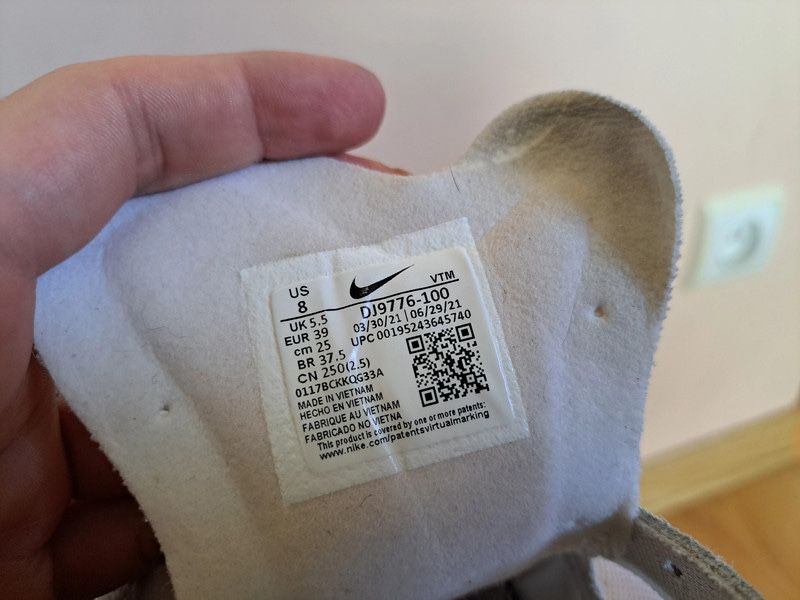 US
8
VTM
UK 5.5
EUR 39
cm 25
BR 37.5
CN 250(2.5)
DJ9776-100
03/30/21 | 06/29/21
UPC 00195243645740
0117BCKKQG33A
MADE IN VIETNAM
HECHO EN VIETNAM
FABRIQUE AU VIETNAM
FABRICADO NO VIETNA
This product is covered by one or more patents:
www.nike.com/patentsvirtualmarking